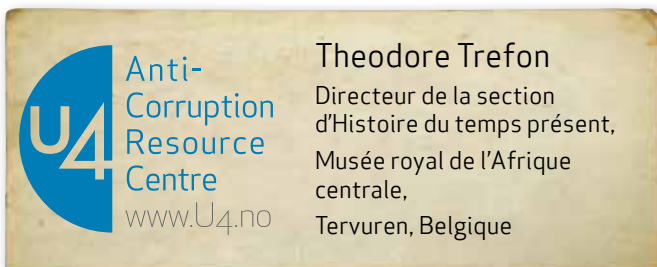 U4
Anti-
Corruption
Resource
Centre
www.U4.no
Theodore Trefon
Directeur de la section
d'Histoire du temps présent,
Musée royal de l'Afrique
centrale,
Tervuren, Belgique